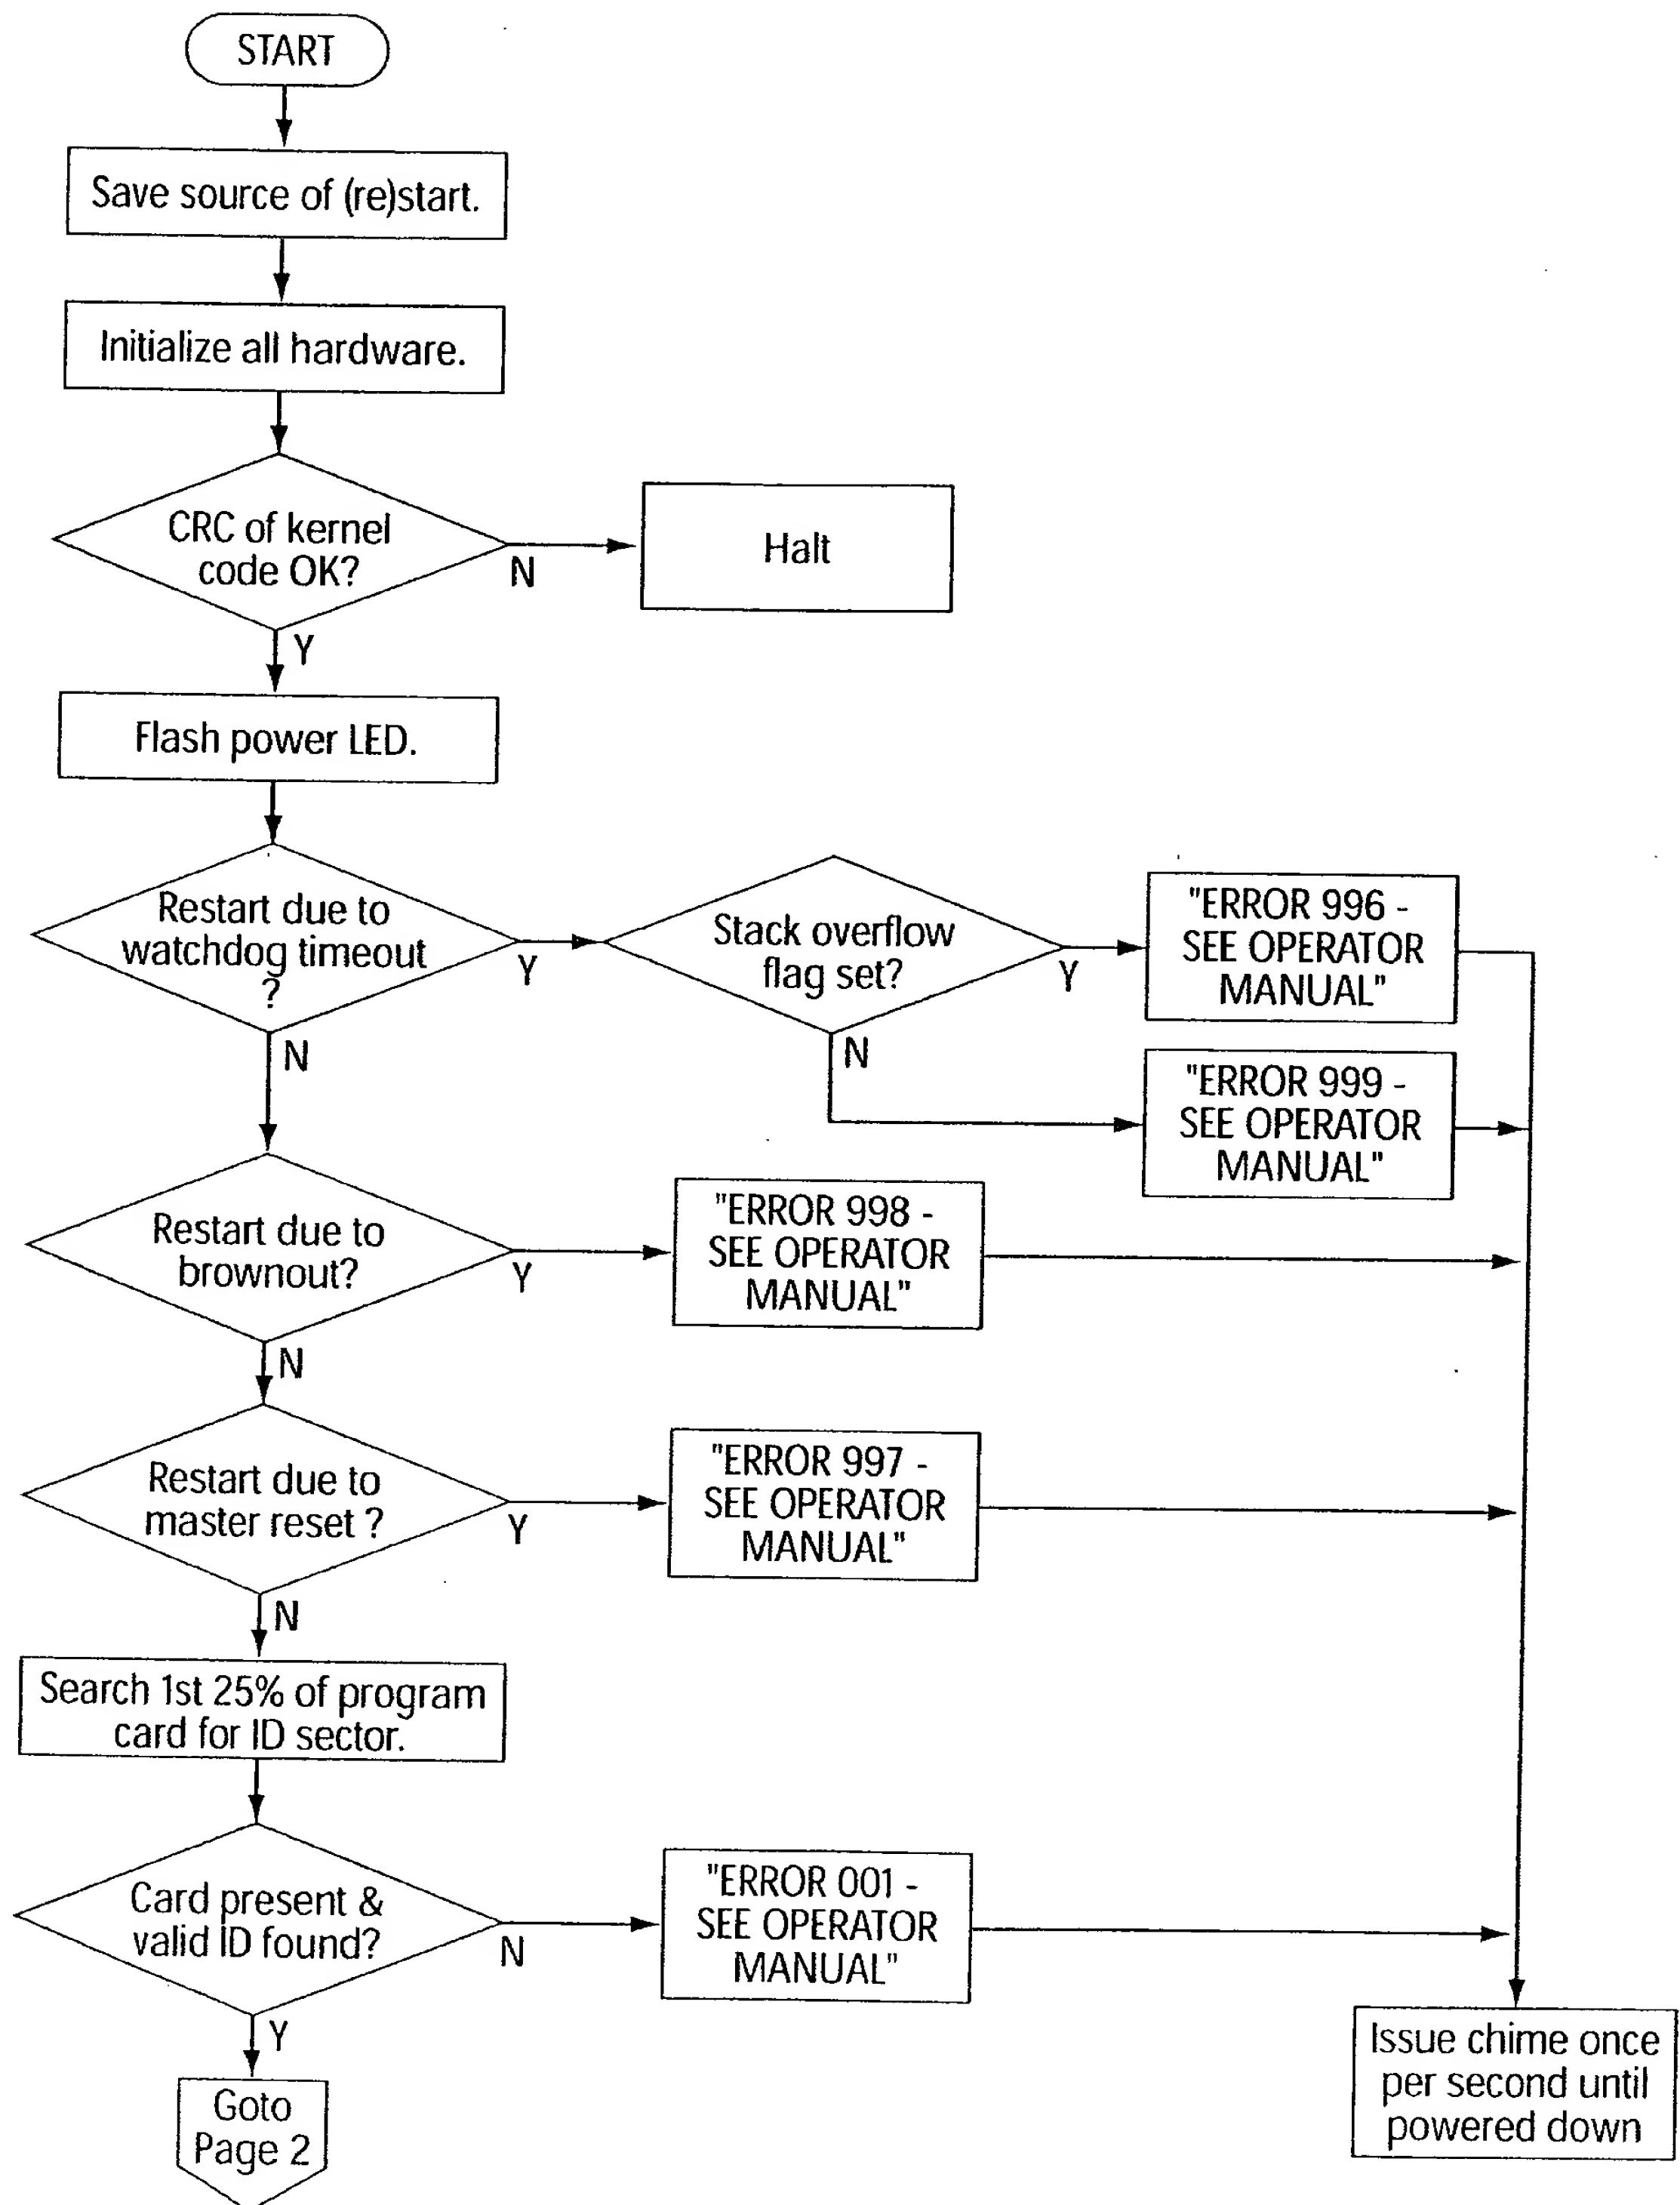 START
Save source of (re)start.
Initialize all hardware.
CRC of kernel
code OK?
N
Halt
Y
Flash power LED.
Restart due to
watchdog timeout
?
Y
Stack overflow
flag set?
Y
"ERROR 996 -
SEE OPERATOR
MANUAL"
N
N
"ERROR 999 -
SEE OPERATOR
MANUAL"
Restart due to
brownout?
Y
"ERROR 998 -
SEE OPERATOR
MANUAL"
N
Restart due to
master reset ?
Y
"ERROR 997 -
SEE OPERATOR
MANUAL"
N
Search 1st 25% of program
card for ID sector.
Card present &
valid ID found?
N
"ERROR 001 -
SEE OPERATOR
MANUAL"
Y
Goto
Page 2
Issue chime once
per second until
powered down